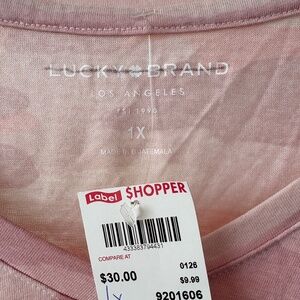 LUCKY BRAND
LOS ANGELES
EST 1990
1X
MADE IN GUATEMALA
Label SHOPPER
433363794431
COMPARE AT
0126
$30.00
$9.99
1X
9201606